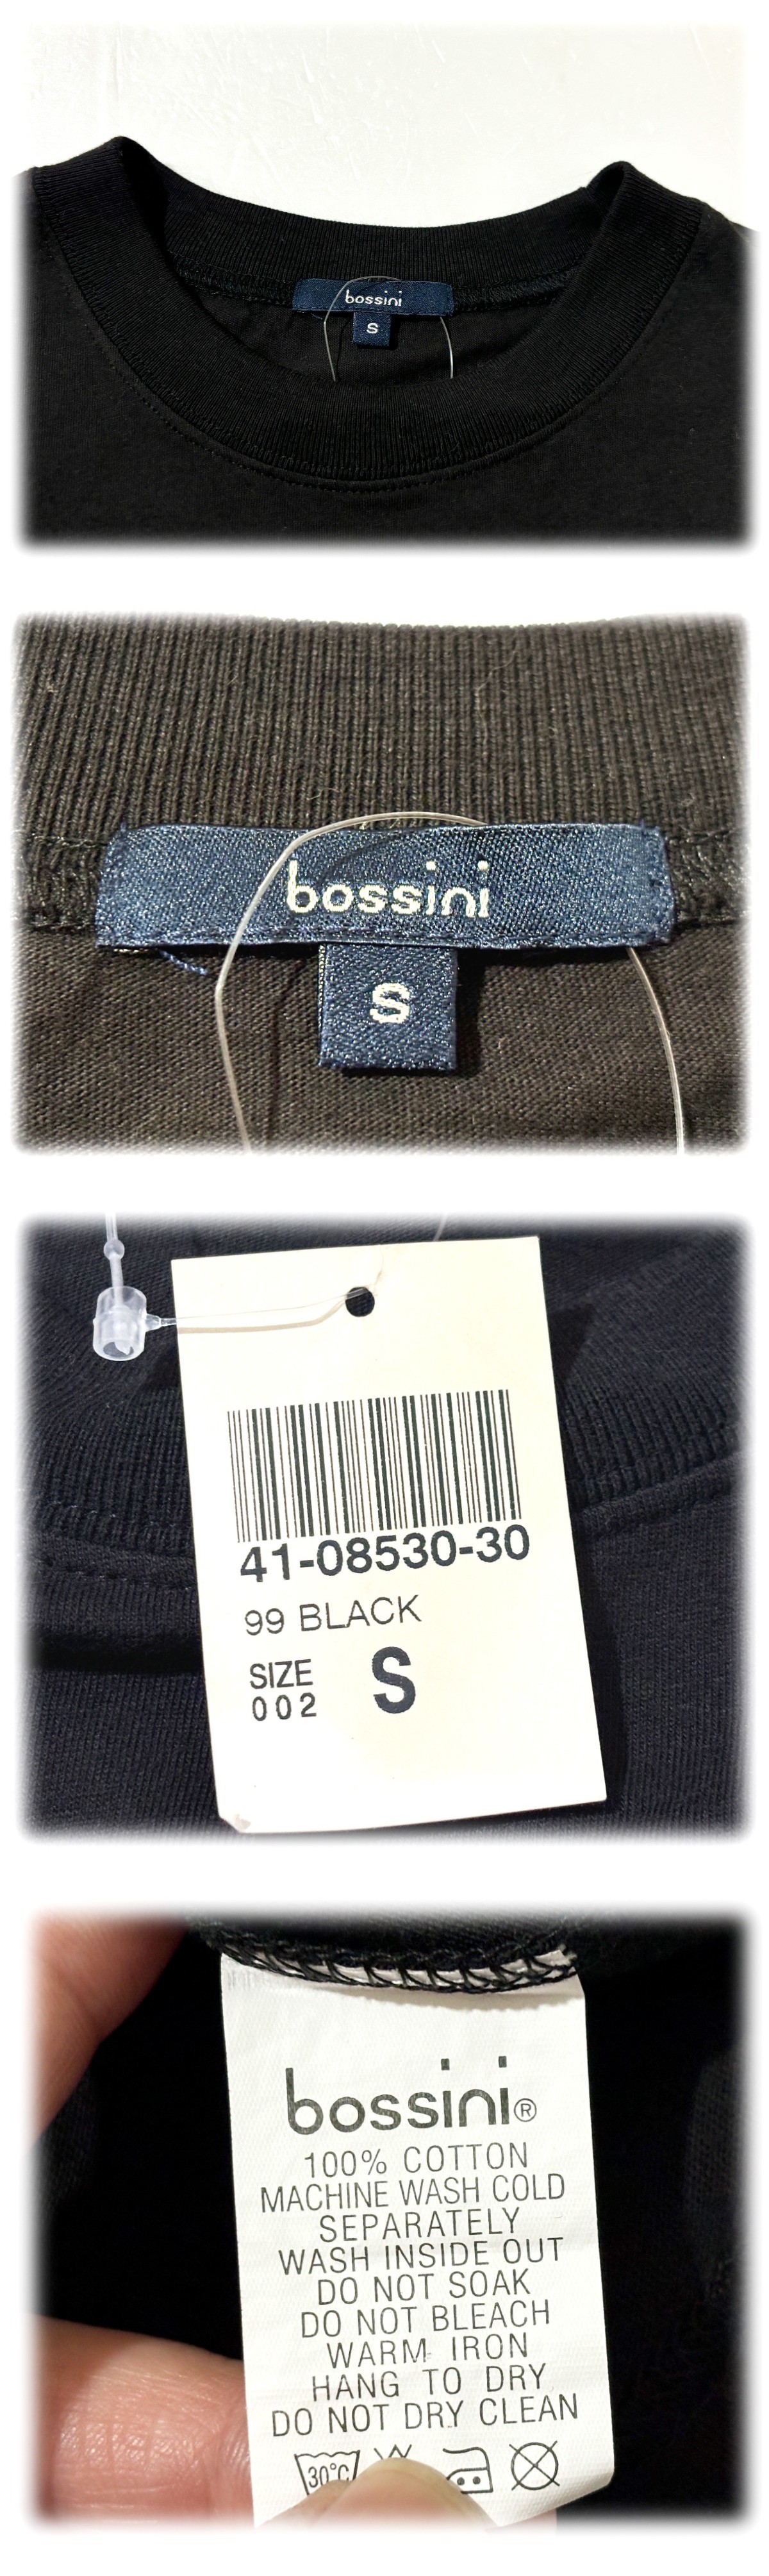 bossini
S
bossini
S
41-08530-30
99 BLACK
SIZE
002
S
bossini®
100% COTTON
MACHINE WASH COLD
SEPARATELY
WASH INSIDE OUT
DO NOT SOAK
DO NOT BLEACH
WARM IRON
HANG TO DRY
DO NOT DRY CLEAN
30°C